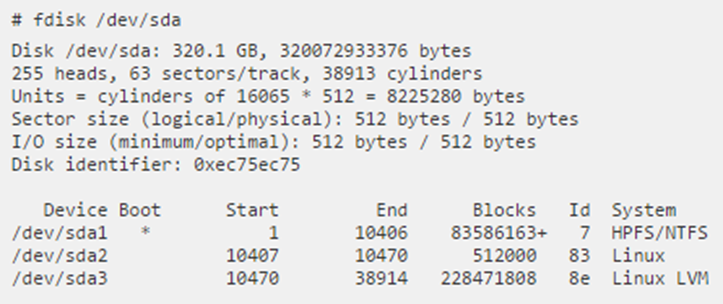 # fdisk /dev/sda
Disk /dev/sda: 320.1 GB, 320072933376 bytes
255 heads, 63 sectors/track, 38913 cylinders
Units = cylinders of 16065 * 512 = 8225280 bytes
Sector size (logical/physical): 512 bytes / 512 bytes
I/O size (minimum/optimal): 512 bytes / 512 bytes
Disk identifier: 0xec75ec75
   Device Boot      Start         End      Blocks   Id  System
/dev/sda1   *           1       10406    83586163+   7  HPFS/NTFS
/dev/sda2           10407       10470      512000   83  Linux
/dev/sda3           10470       38914   228471808   8e  Linux LVM